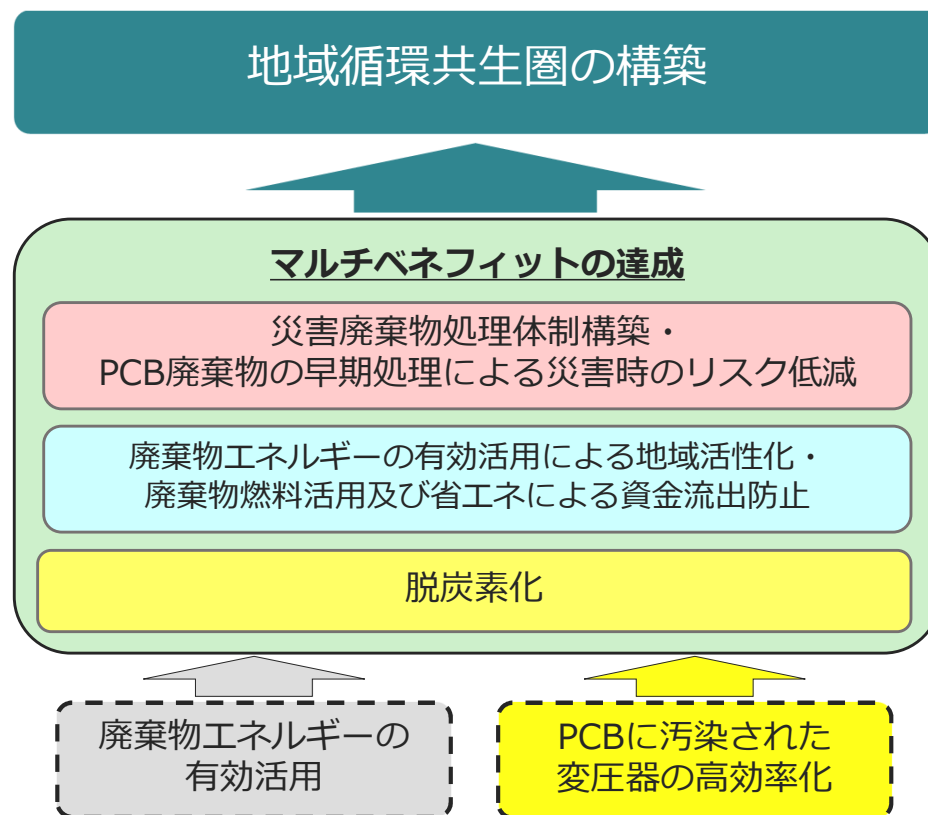 地域循環共生圏の構築
マルチベネフィットの達成
災害廃棄物処理体制構築・
PCB廃棄物の早期処理による災害時のリスク低減
廃棄物エネルギーの有効活用による地域活性化・
廃棄物燃料活用及び省エネによる資金流出防止
脱炭素化
廃棄物エネルギーの
有効活用
PCBに汚染された
変圧器の高効率化